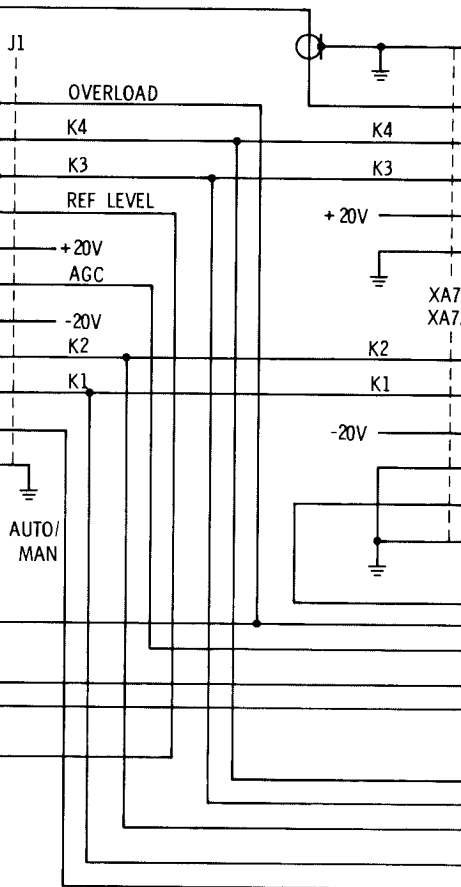 J1
OVERLOAD
K4
K4
K3
K3
REF LEVEL
+20V
+20V
AGC
XA7
-20V
XA7
K2
K2
K1
K1
-20V
AUTO/
MAN